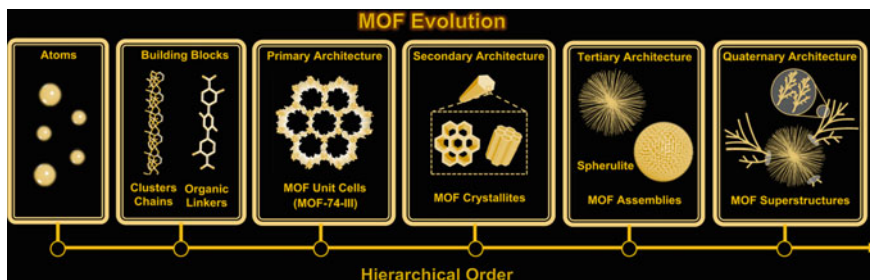 MOF Evolution
Atoms
Building Blocks
Clusters
Chains
Organic
Linkers
Primary Architecture
MOF Unit Cells
(MOF-74-III)
Secondary Architecture
MOF Crystallites
Tertiary Architecture
Spherulite
MOF Assemblies
Quaternary Architecture
MOF Superstructures
Hierarchical Order